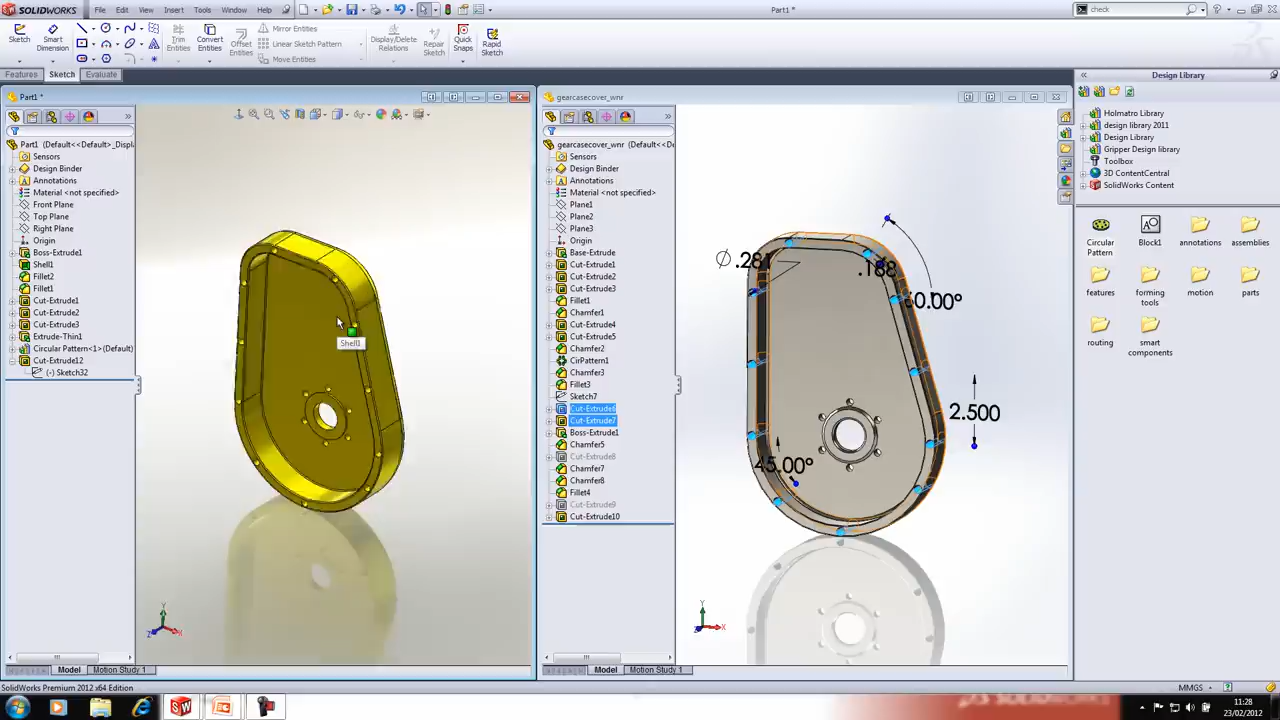 SOLIDWORKS File Edit View Insert Tools Window Help Part1 * check
Sketch Smart Dimension Trim Entities Convert Entities Offset Entities Mirror Entities Linear Sketch Pattern Move Entities Display/Delete Relations Repair Sketch Quick Snaps Rapid Sketch
Features Sketch Evaluate
Design Library
Part1 *
Part1 (Default<<Default>_Displ
Sensors
Design Binder
Annotations
Material <not specified>
Front Plane
Top Plane
Right Plane
Origin
Boss-Extrude1
Shell1
Fillet2
Fillet1
Cut-Extrude1
Cut-Extrude2
Cut-Extrude3
Extrude-Thin1
Circular Pattern<1>(Default)
Cut-Extrude12
(-) Sketch32
Shell1
Model Motion Study 1
gearcasecover_wnr
gearcasecover_wnr (Default<<De
Sensors
Design Binder
Annotations
Material <not specified>
Plane1
Plane2
Plane3
Origin
Base-Extrude
Cut-Extrude1
Cut-Extrude2
Cut-Extrude3
Fillet1
Chamfer1
Cut-Extrude4
Cut-Extrude5
Chamfer2
CirPattern1
Chamfer3
Fillet3
Sketch7
Cut-Extrude6
Cut-Extrude7
Boss-Extrude1
Chamfer5
Cut-Extrude8
Chamfer7
Chamfer8
Fillet4
Cut-Extrude9
Cut-Extrude10
∅ .281
.188
2.500
45.00°
Model Motion Study 1
Holmatro Library
design library 2011
Design Library
Gripper Design library
Toolbox
3D ContentCentral
SolidWorks Content
Circular Pattern
Block1
annotations
assemblies
features
forming tools
motion
parts
routing
smart components
SolidWorks Premium 2012 x64 Edition
MMGS
11:28
23/02/2012